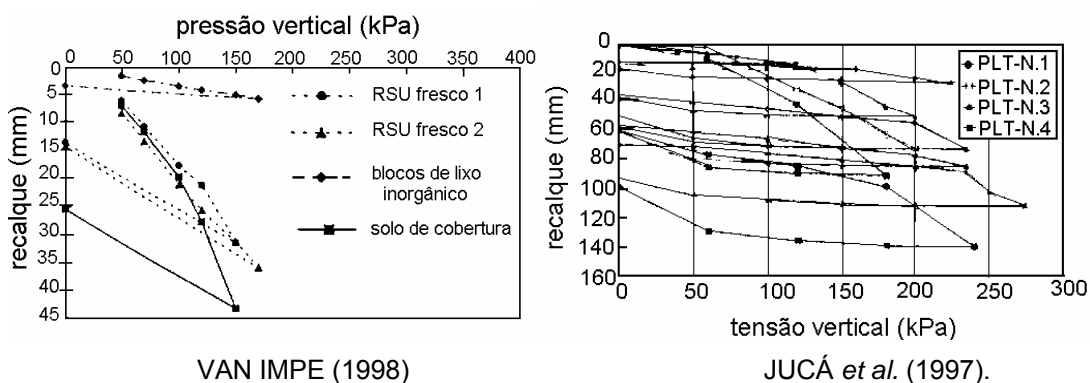 pressão vertical (kPa)
0 50 100 150 200 250 300 350 400
0
5
10
15
20
25
30
35
40
45
recalque (mm)
RSU fresco 1
RSU fresco 2
blocos de lixo
inorgânico
solo de cobertura
VAN IMPE (1998)
0
20
40
60
80
100
120
140
160
recalque (mm)
PLT-N.1
PLT-N.2
PLT-N.3
PLT-N.4
0 50 100 150 200 250 300
tensão vertical (kPa)
JUCÁ et al. (1997).